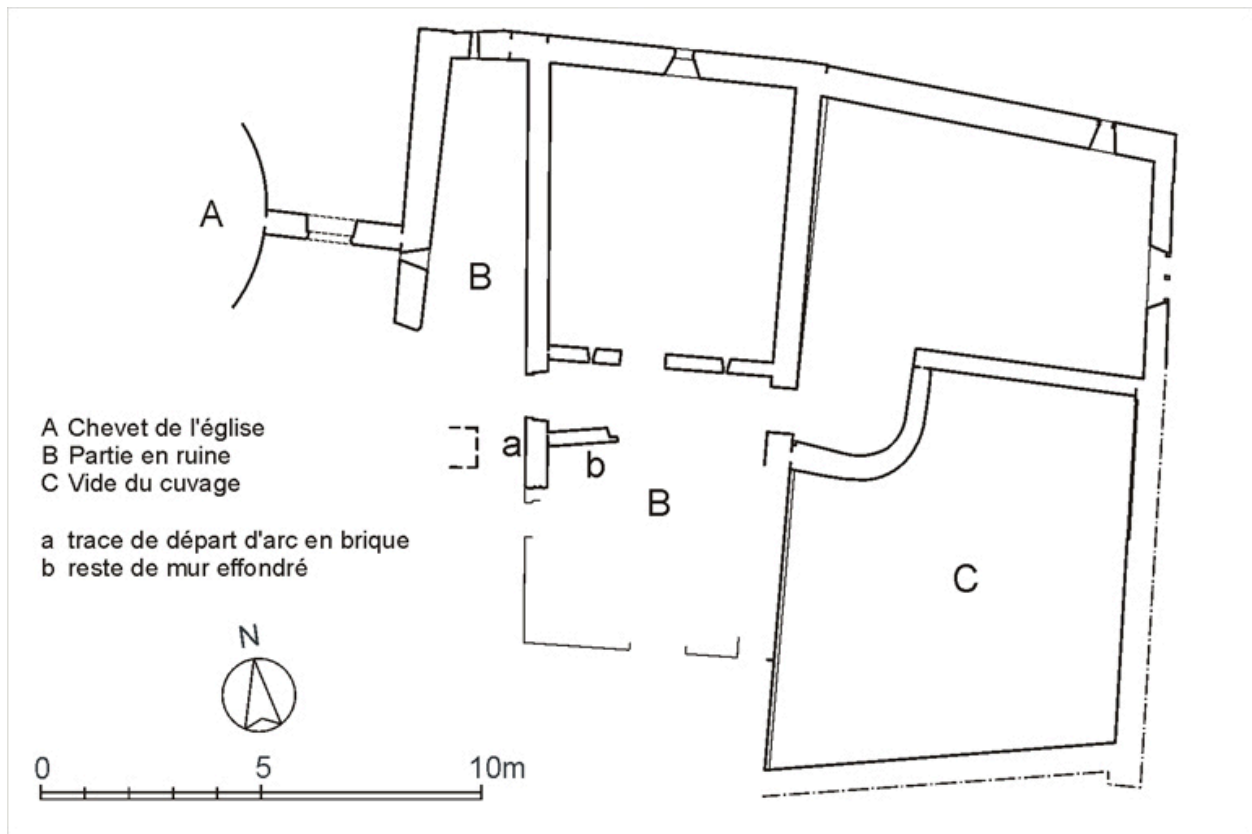 A
B
A Chevet de l'église
B Partie en ruine
C Vide du cuvage
a
b
B
a trace de départ d'arc en brique
b reste de mur effondré
C
N
0 5 10m